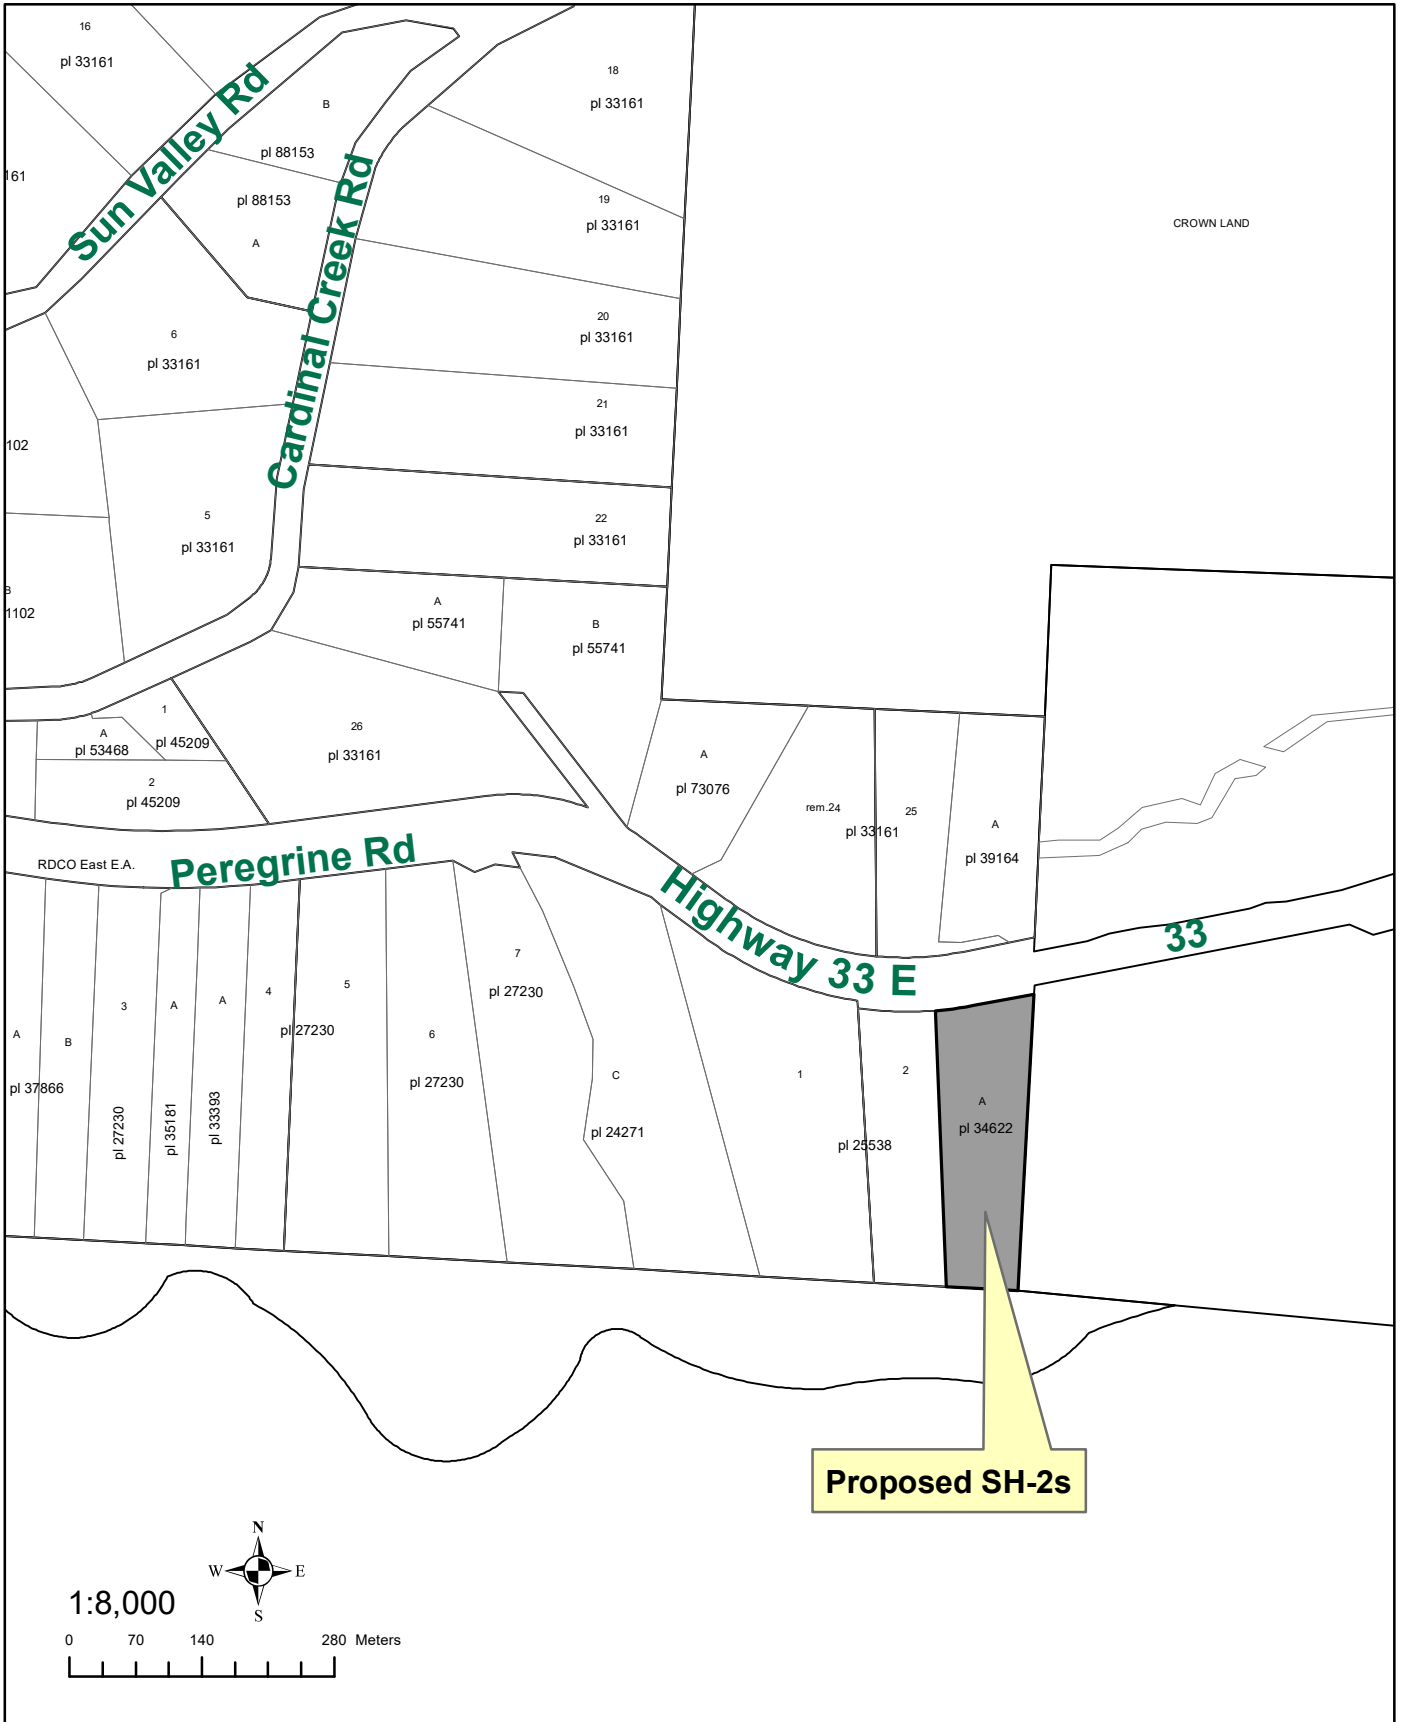 16
pl 33161
18
pl 33161
B
pl 88153
Sun Valley Rd
161
pl 88153
A
Cardinal Creek Rd
19
pl 33161
CROWN LAND
6
pl 33161
20
pl 33161
21
pl 33161
102
5
pl 33161
22
pl 33161
B
1102
A
pl 55741
B
pl 55741
1
pl 45209
A
pl 53468
2
pl 45209
26
pl 33161
A
pl 73076
rem.24
25
pl 33161
A
pl 39164
RDCO East E.A.
Peregrine Rd
Highway 33 E
33
A
B
pl 37866
3
pl 27230
A
pl 35181
A
pl 33393
4
5
pl 27230
6
pl 27230
7
pl 27230
C
pl 24271
1
2
pl 25538
A
pl 34622
Proposed SH-2s
N
W
E
S
1:8,000
0
70
140
280 Meters